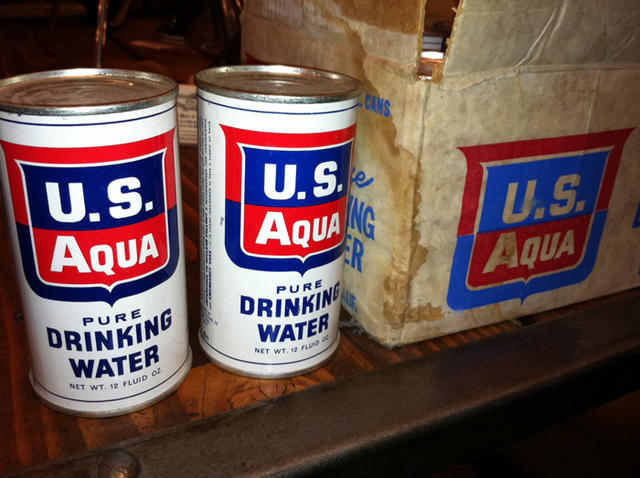 U.S.
AQUA
PURE
DRINKING
WATER
NET WT. 12 FLUID OZ.
U.S.
AQUA
PURE
DRINKING
WATER
NET WT. 12 FLUID OZ.
CANS
U.S.
AQUA